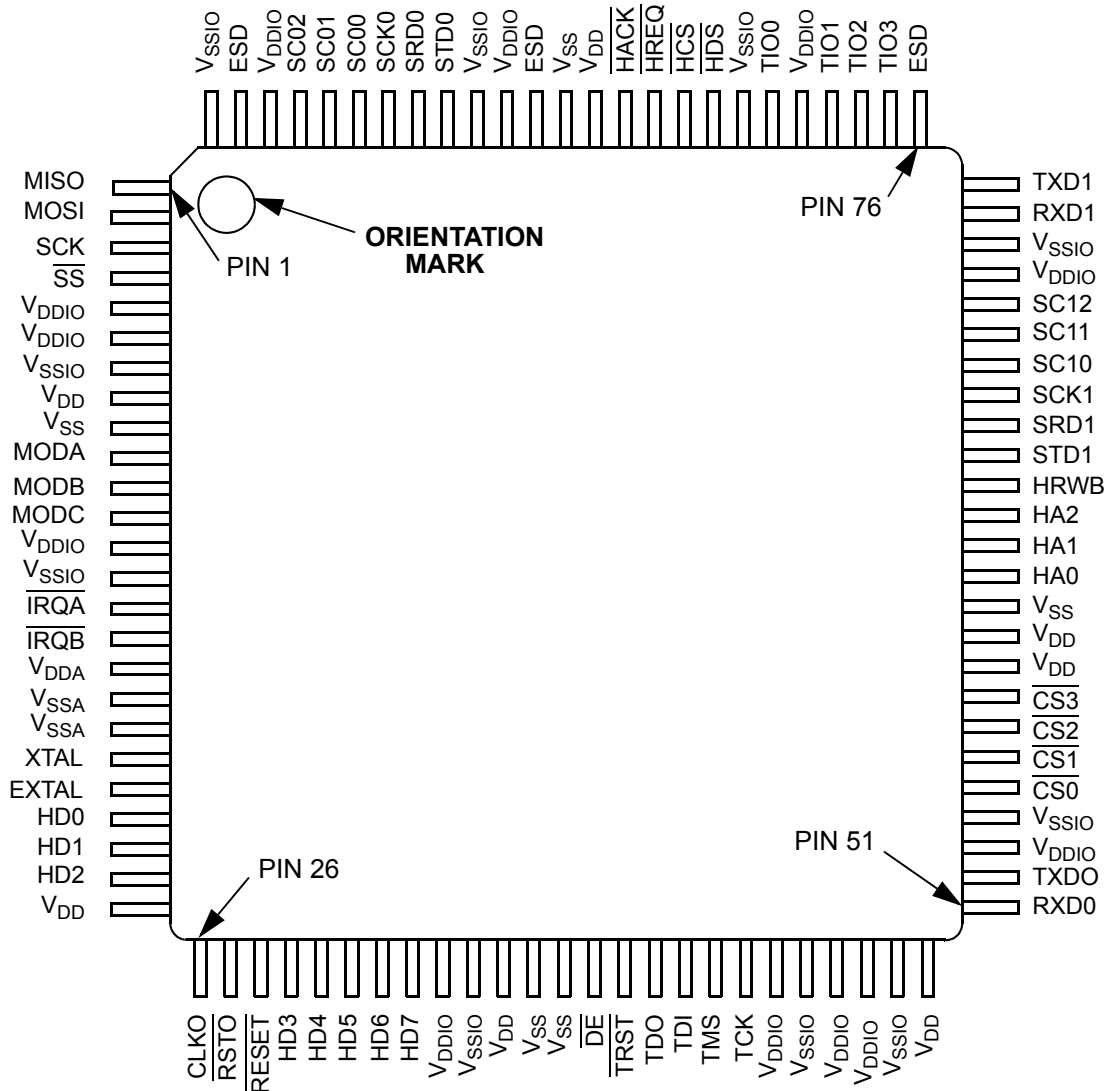 VSSIO
ESD
VDDIO
SC02
SC01
SC00
SCK0
SRD0
STD0
VSSIO
VDDIO
ESD
VSS
VDD
HACK
HREQ
HCS
HDS
VSSIO
TIO0
VDDIO
TIO1
TIO2
TIO3
ESD
MISO
MOSI
SCK
SS
VDDIO
VDDIO
VSSIO
VDD
VSS
MODA
MODB
MODC
VDDIO
VSSIO
IRQA
IRQB
VDDA
VSSA
VSSA
XTAL
EXTAL
HD0
HD1
HD2
VDD
PIN 1
ORIENTATION
MARK
PIN 76
PIN 26
PIN 51
TXD1
RXD1
VSSIO
VDDIO
SC12
SC11
SC10
SCK1
SRD1
STD1
HRWB
HA2
HA1
HA0
VSS
VDD
VDD
CS3
CS2
CS1
CS0
VSSIO
VDDIO
TXDO
RXD0
CLKO
RSTO
RESET
HD3
HD4
HD5
HD6
HD7
VDDIO
VSSIO
VDD
VSS
VSS
DE
TRST
TDO
TDI
TMS
TCK
VDDIO
VSSIO
VDDIO
VDDIO
VSSIO
VDD